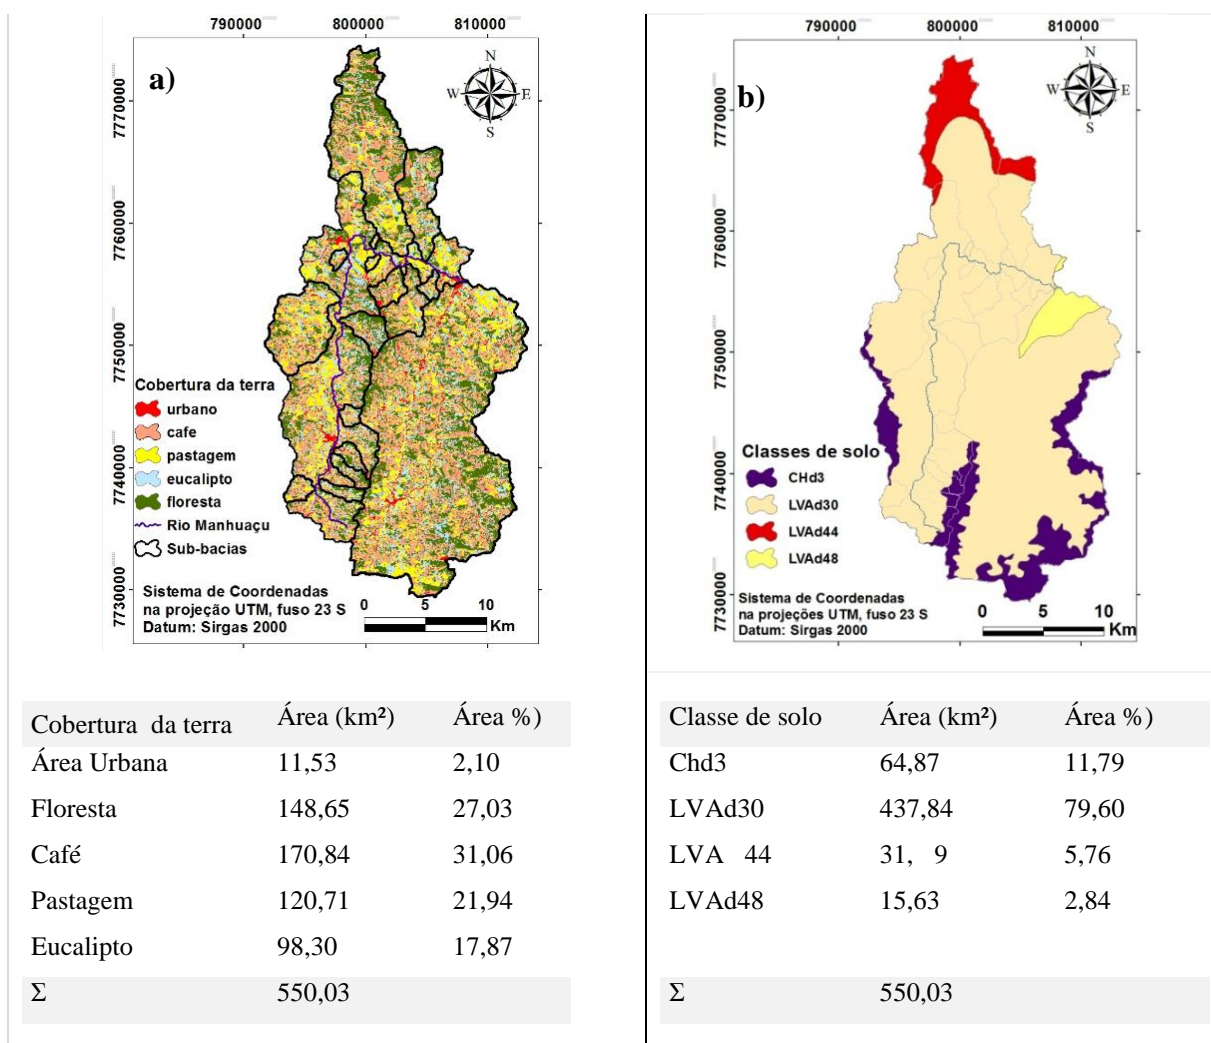 790000 800000 810000
a)
N
W E
S
7770000
7760000
7750000
7740000
7730000
Cobertura da terra
urbano
cafe
pastagem
eucalipto
floresta
Rio Manhuaçu
Sub-bacias
Sistema de Coordenadas
na projeção UTM, fuso 23 S
Datum: Sirgas 2000
0 5 10
Km
790000 800000 810000
b)
N
W E
S
7770000
7760000
7750000
7740000
7730000
Classes de solo
CHd3
LVAd30
LVAd44
LVAd48
Sistema de Coordenadas
na projeções UTM, fuso 23 S
Datum: Sirgas 2000
0 5 10
Km
Cobertura da terra Área (km²) Área %)
Área Urbana 11,53 2,10
Floresta 148,65 27,03
Café 170,84 31,06
Pastagem 120,71 21,94
Eucalipto 98,30 17,87
Σ 550,03
Classe de solo Área (km²) Área %)
Chd3 64,87 11,79
LVAd30 437,84 79,60
LVA 44 31, 9 5,76
LVAd48 15,63 2,84
Σ 550,03